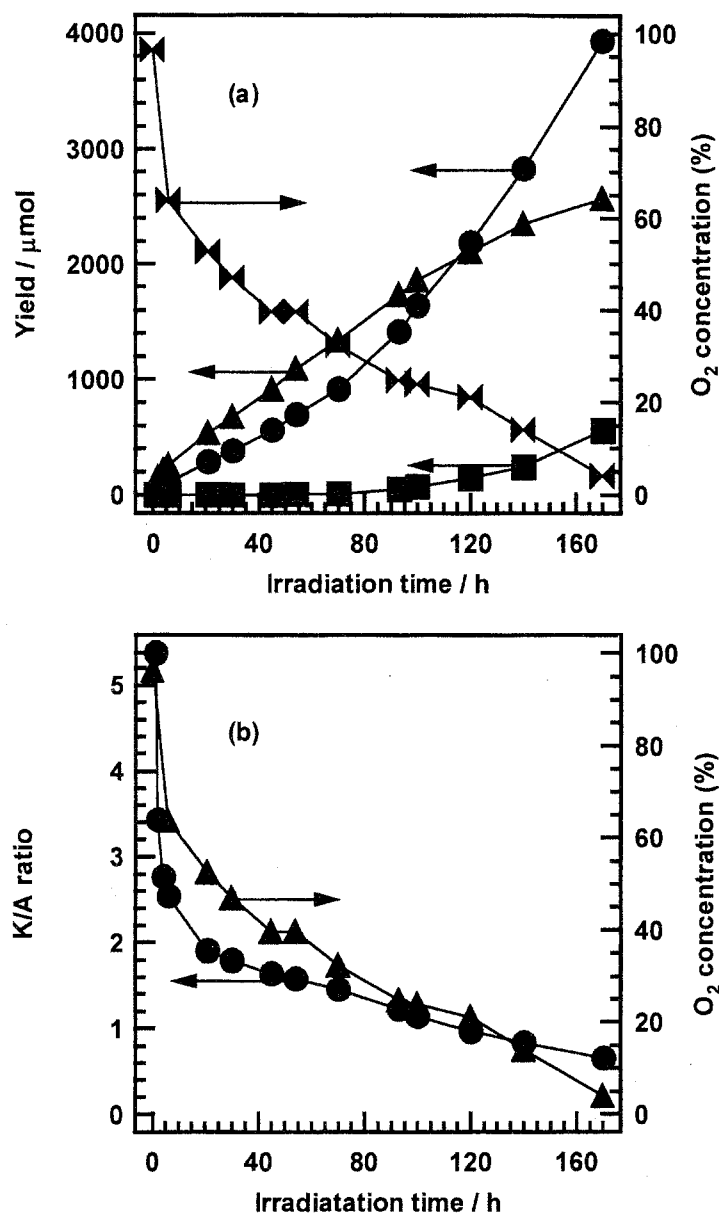 4000
3000
2000
1000
0
Yield / μmol
(a)
100
80
60
40
20
0
O2 concentration (%)
0 40 80 120 160
Irradiation time / h
5
4
3
2
1
0
K/A ratio
(b)
100
80
60
40
20
0
O2 concentration (%)
0 40 80 120 160
Irradiatation time / h